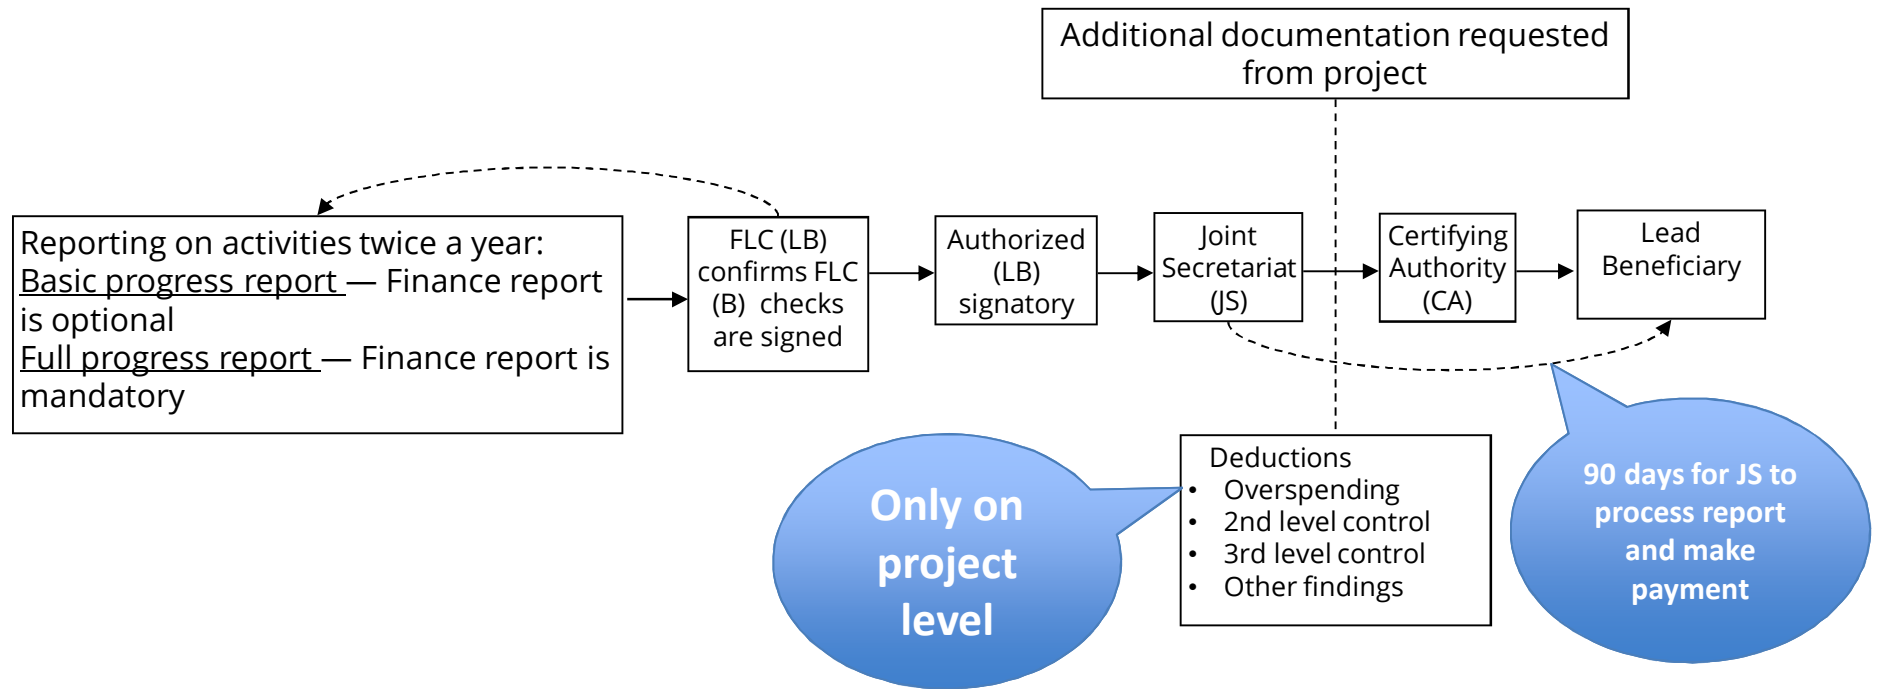 Additional documentation requested
from project
Reporting on activities twice a year:
Basic progress report — Finance report
is optional
Full progress report — Finance report is
mandatory
FLC (LB)
confirms FLC
(B) checks
are signed
Authorized
(LB)
signatory
Joint
Secretariat
(JS)
Certifying
Authority
(CA)
Lead
Beneficiary
Only on
project
level
Deductions
• Overspending
• 2nd level control
• 3rd level control
• Other findings
90 days for JS to
process report
and make
payment